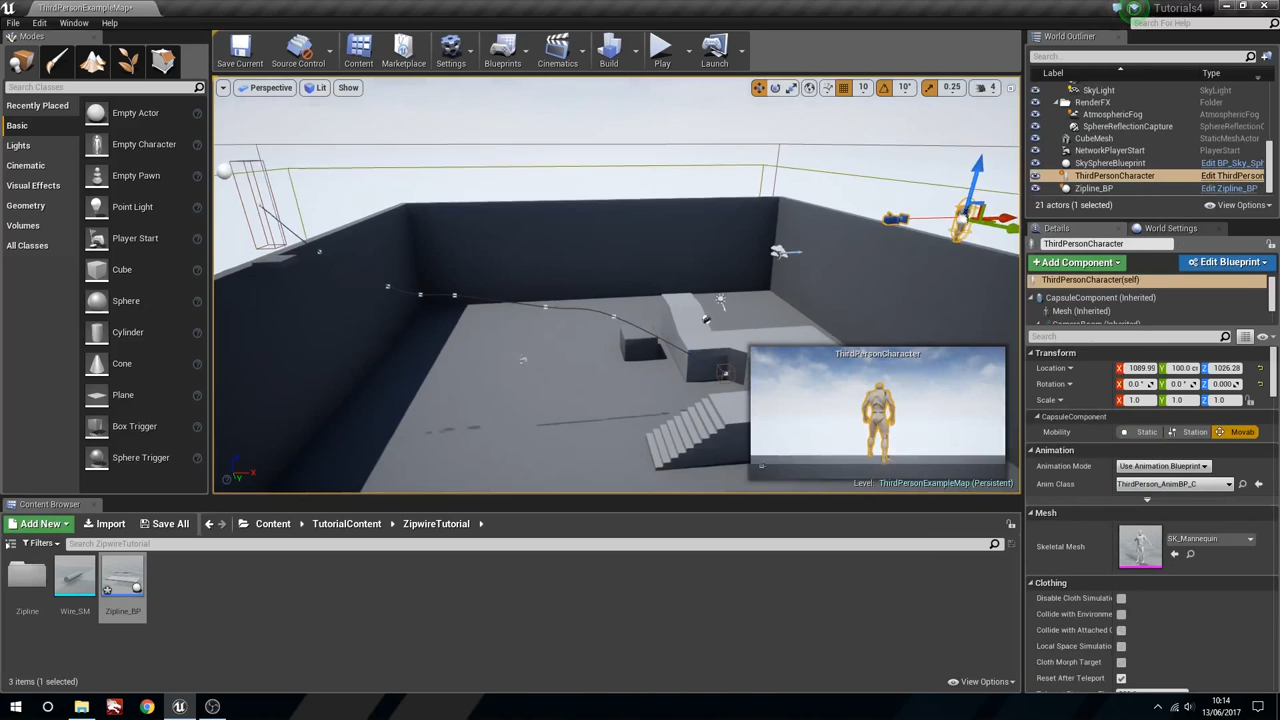 ThirdPersonExampleMap*
Tutorials4
File Edit Window Help
Search For Help
Modes
Search Classes
Recently Placed
Basic
Lights
Cinematic
Visual Effects
Geometry
Volumes
All Classes
Empty Actor
Empty Character
Empty Pawn
Point Light
Player Start
Cube
Sphere
Cylinder
Cone
Plane
Box Trigger
Sphere Trigger
Save Current
Source Control
Content
Marketplace
Settings
Blueprints
Cinematics
Build
Play
Launch
Perspective
Lit
Show
10
10°
0.25
4
ThirdPersonCharacter
Level: ThirdPersonExampleMap (Persistent)
World Outliner
Search...
Label Type
SkyLight SkyLight
RenderFX Folder
AtmosphericFog AtmosphericFog
SphereReflectionCapture SphereReflectionC
CubeMesh StaticMeshActor
NetworkPlayerStart PlayerStart
SkySphereBlueprint Edit BP_Sky_Sph
ThirdPersonCharacter Edit ThirdPerson
Zipline_BP Edit Zipline_BP
21 actors (1 selected)
View Options
Details
World Settings
ThirdPersonCharacter
Add Component
Edit Blueprint
ThirdPersonCharacter(self)
CapsuleComponent (Inherited)
Mesh (Inherited)
Search
Transform
Location X 1089.99 Y 100.0 c Z 1026.28
Rotation X 0.0 ° Y 0.0 ° Z 0.000
Scale X 1.0 Y 1.0 Z 1.0
CapsuleComponent
Mobility Static Station Movab
Animation
Animation Mode Use Animation Blueprint
Anim Class ThirdPerson_AnimBP_C
Mesh
Skeletal Mesh SK_Mannequin
Clothing
Disable Cloth Simulati
Collide with Environme
Collide with Attached C
Local Space Simulatio
Cloth Morph Target
Reset After Teleport
Content Browser
Add New
Import
Save All
Content TutorialContent ZipwireTutorial
Filters
Search ZipwireTutorial
Zipline
Wire_SM
Zipline_BP
3 items (1 selected)
View Options
10:14
13/06/2017